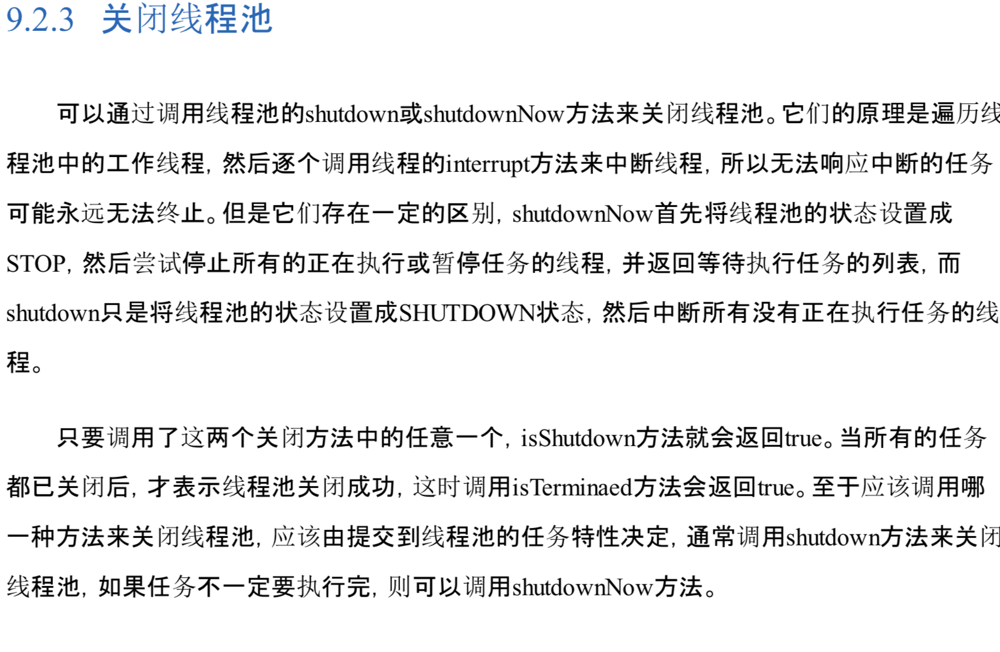 9.2.3 关闭线程池
可以通过调用线程池的shutdown或shutdownNow方法来关闭线程池。它们的原理是遍历线
程池中的工作线程，然后逐个调用线程的interrupt方法来中断线程，所以无法响应中断的任务
可能永远无法终止。但是它们存在一定的区别，shutdownNow首先将线程池的状态设置成
STOP，然后尝试停止所有的正在执行或暂停任务的线程，并返回等待执行任务的列表，而
shutdown只是将线程池的状态设置成SHUTDOWN状态，然后中断所有没有正在执行任务的线
程。
只要调用了这两个关闭方法中的任意一个，isShutdown方法就会返回true。当所有的任务
都已关闭后，才表示线程池关闭成功，这时调用isTerminaed方法会返回true。至于应该调用哪
一种方法来关闭线程池，应该由提交到线程池的任务特性决定，通常调用shutdown方法来关闭
线程池，如果任务不一定要执行完，则可以调用shutdownNow方法。